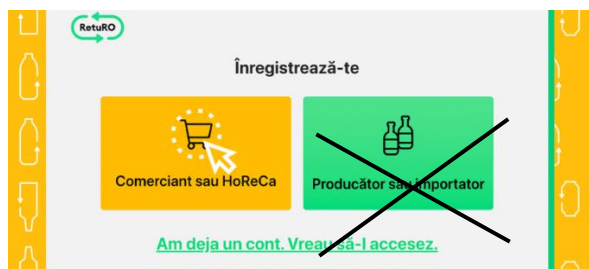 RetuRO
Înregistrează-te
Comerciant sau HoReCa
Producător sau importator
Am deja un cont. Vreau să-l accesez.